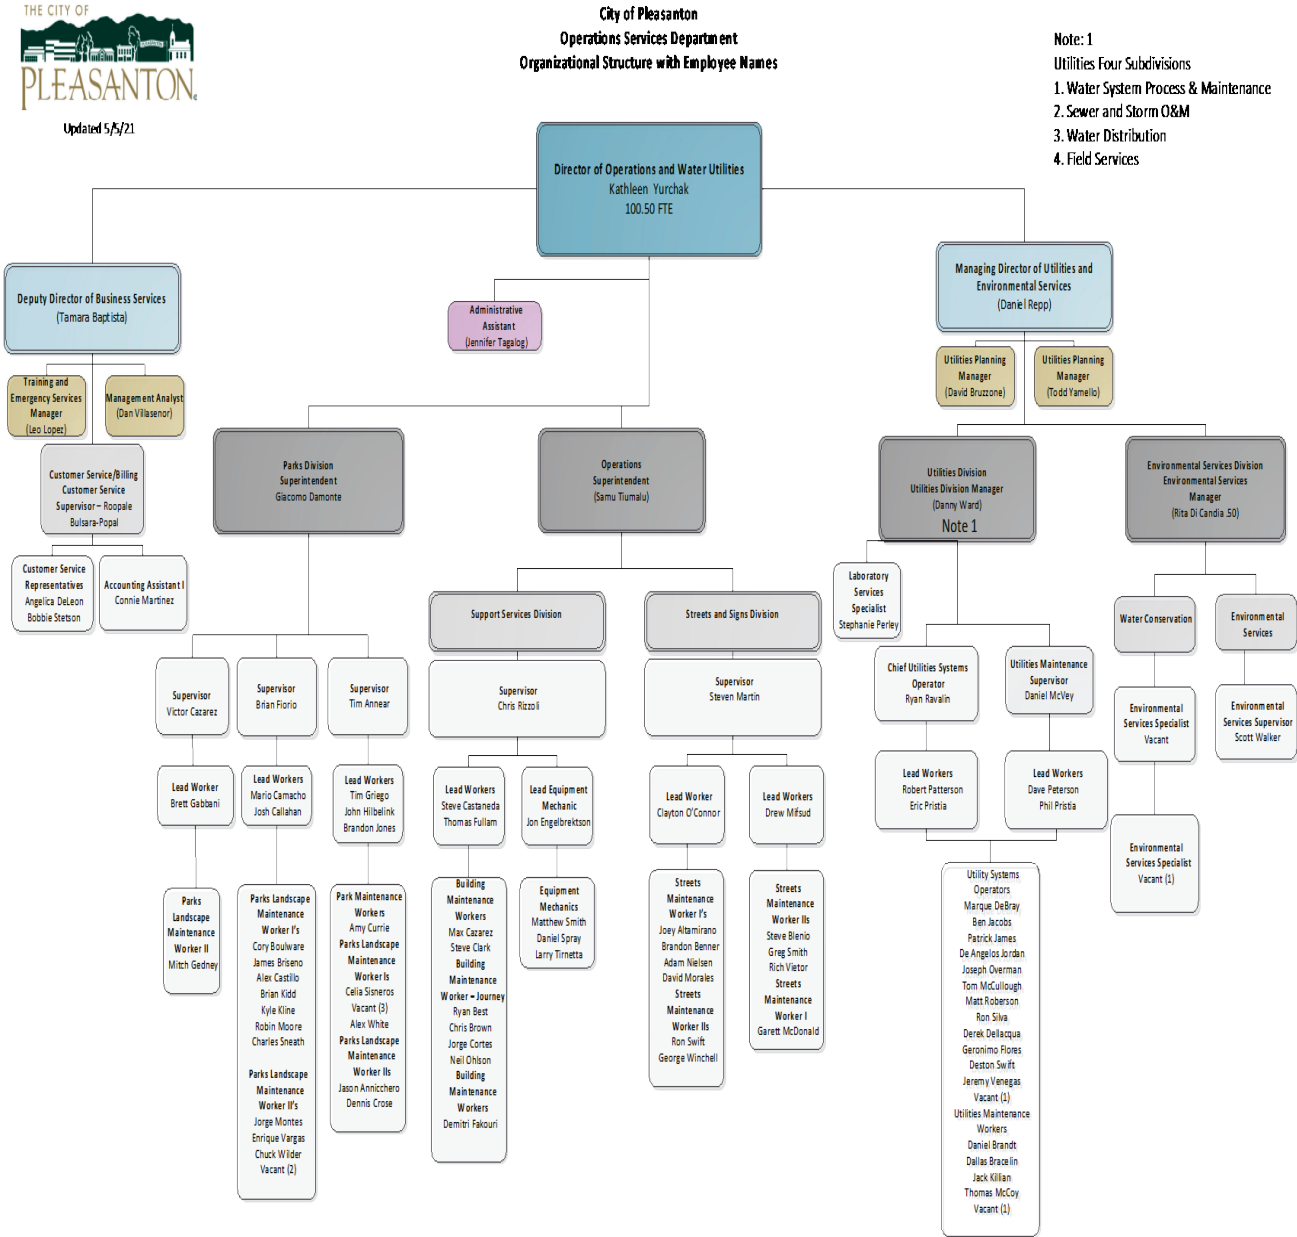 THE CITY OF
PLEASANTON
Updated 5/5/21
City of Pleasanton
Operations Services Department
Organizational Structure with Employee Names
Note: 1
Utilities Four Subdivisions
1. Water System Process & Maintenance
2. Sewer and Storm O&M
3. Water Distribution
4. Field Services
Director of Operations and Water Utilities
Kathleen Yurchak
100.50 FTE
Deputy Director of Business Services
(Tamara Baptista)
Administrative
Assistant
(Jennifer Tagalog)
Managing Director of Utilities and
Environmental Services
(Daniel Repp)
Training and
Emergency Services
Manager
(Leo Lopez)
Management Analyst
(Dan Villasenor)
Utilities Planning
Manager
(David Bruzzone)
Utilities Planning
Manager
(Todd Yamello)
Customer Service/Billing
Customer Service
Supervisor – Roopale
Bulsara-Popal
Customer Service
Representatives
Angelica DeLeon
Bobbie Stetson
Accounting Assistant I
Connie Martinez
Parks Division
Superintendent
Giacomo Damonte
Operations
Superintendent
(Samu Tiumalu)
Utilities Division
Utilities Division Manager
(Danny Ward)
Note 1
Environmental Services Division
Environmental Services
Manager
(Rita Di Candia .50)
Laboratory
Services
Specialist
Stephanie Perley
Support Services Division
Streets and Signs Division
Water Conservation
Environmental
Services
Supervisor
Victor Cazarez
Supervisor
Brian Fiorio
Supervisor
Tim Annear
Supervisor
Chris Rizzoli
Supervisor
Steven Martin
Chief Utilities Systems
Operator
Ryan Ravalin
Utilities Maintenance
Supervisor
Daniel McVey
Environmental
Services Specialist
Vacant
Environmental
Services Supervisor
Scott Walker
Lead Worker
Brett Gabbani
Lead Workers
Mario Camacho
Josh Callahan
Lead Workers
Tim Griego
John Hilbelink
Brandon Jones
Lead Workers
Steve Castaneda
Thomas Fullam
Lead Equipment
Mechanic
Jon Engelbrektson
Lead Worker
Clayton O'Connor
Lead Workers
Drew Mifsud
Lead Workers
Robert Patterson
Eric Pristia
Lead Workers
Dave Peterson
Phil Pristia
Environmental
Services Specialist
Vacant (1)
Parks
Landscape
Maintenance
Worker II
Mitch Gedney
Parks Landscape
Maintenance
Worker I's
Cory Boulware
James Briseno
Alex Castillo
Brian Kidd
Kyle Kline
Robin Moore
Charles Sneath
Parks Landscape
Maintenance
Worker II's
Jorge Montes
Enrique Vargas
Chuck Wilder
Vacant (2)
Park Maintenance
Workers
Amy Currie
Parks Landscape
Maintenance
Worker Is
Celia Sisneros
Vacant (3)
Alex White
Parks Landscape
Maintenance
Worker IIs
Jason Annicchero
Dennis Crose
Building
Maintenance
Workers
Max Cazarez
Steve Clark
Building
Maintenance
Worker – Journey
Ryan Best
Chris Brown
Jorge Cortes
Neil Ohlson
Building
Maintenance
Workers
Demitri Fakouri
Equipment
Mechanics
Matthew Smith
Daniel Spray
Larry Tirnetta
Streets
Maintenance
Worker I's
Joey Altamirano
Brandon Benner
Adam Nielsen
David Morales
Streets
Maintenance
Worker IIs
Ron Swift
George Winchell
Streets
Maintenance
Worker IIs
Steve Blenio
Greg Smith
Rich Vietor
Streets
Maintenance
Worker I
Garett McDonald
Utility Systems
Operators
Marque DeBray
Ben Jacobs
Patrick James
De Angelos Jordan
Joseph Overman
Tom McCullough
Matt Roberson
Ron Silva
Derek Dellacqua
Geronimo Flores
Deston Swift
Jeremy Venegas
Vacant (1)
Utilities Maintenance
Workers
Daniel Brandt
Dallas Bracelin
Jack Killian
Thomas McCoy
Vacant (1)